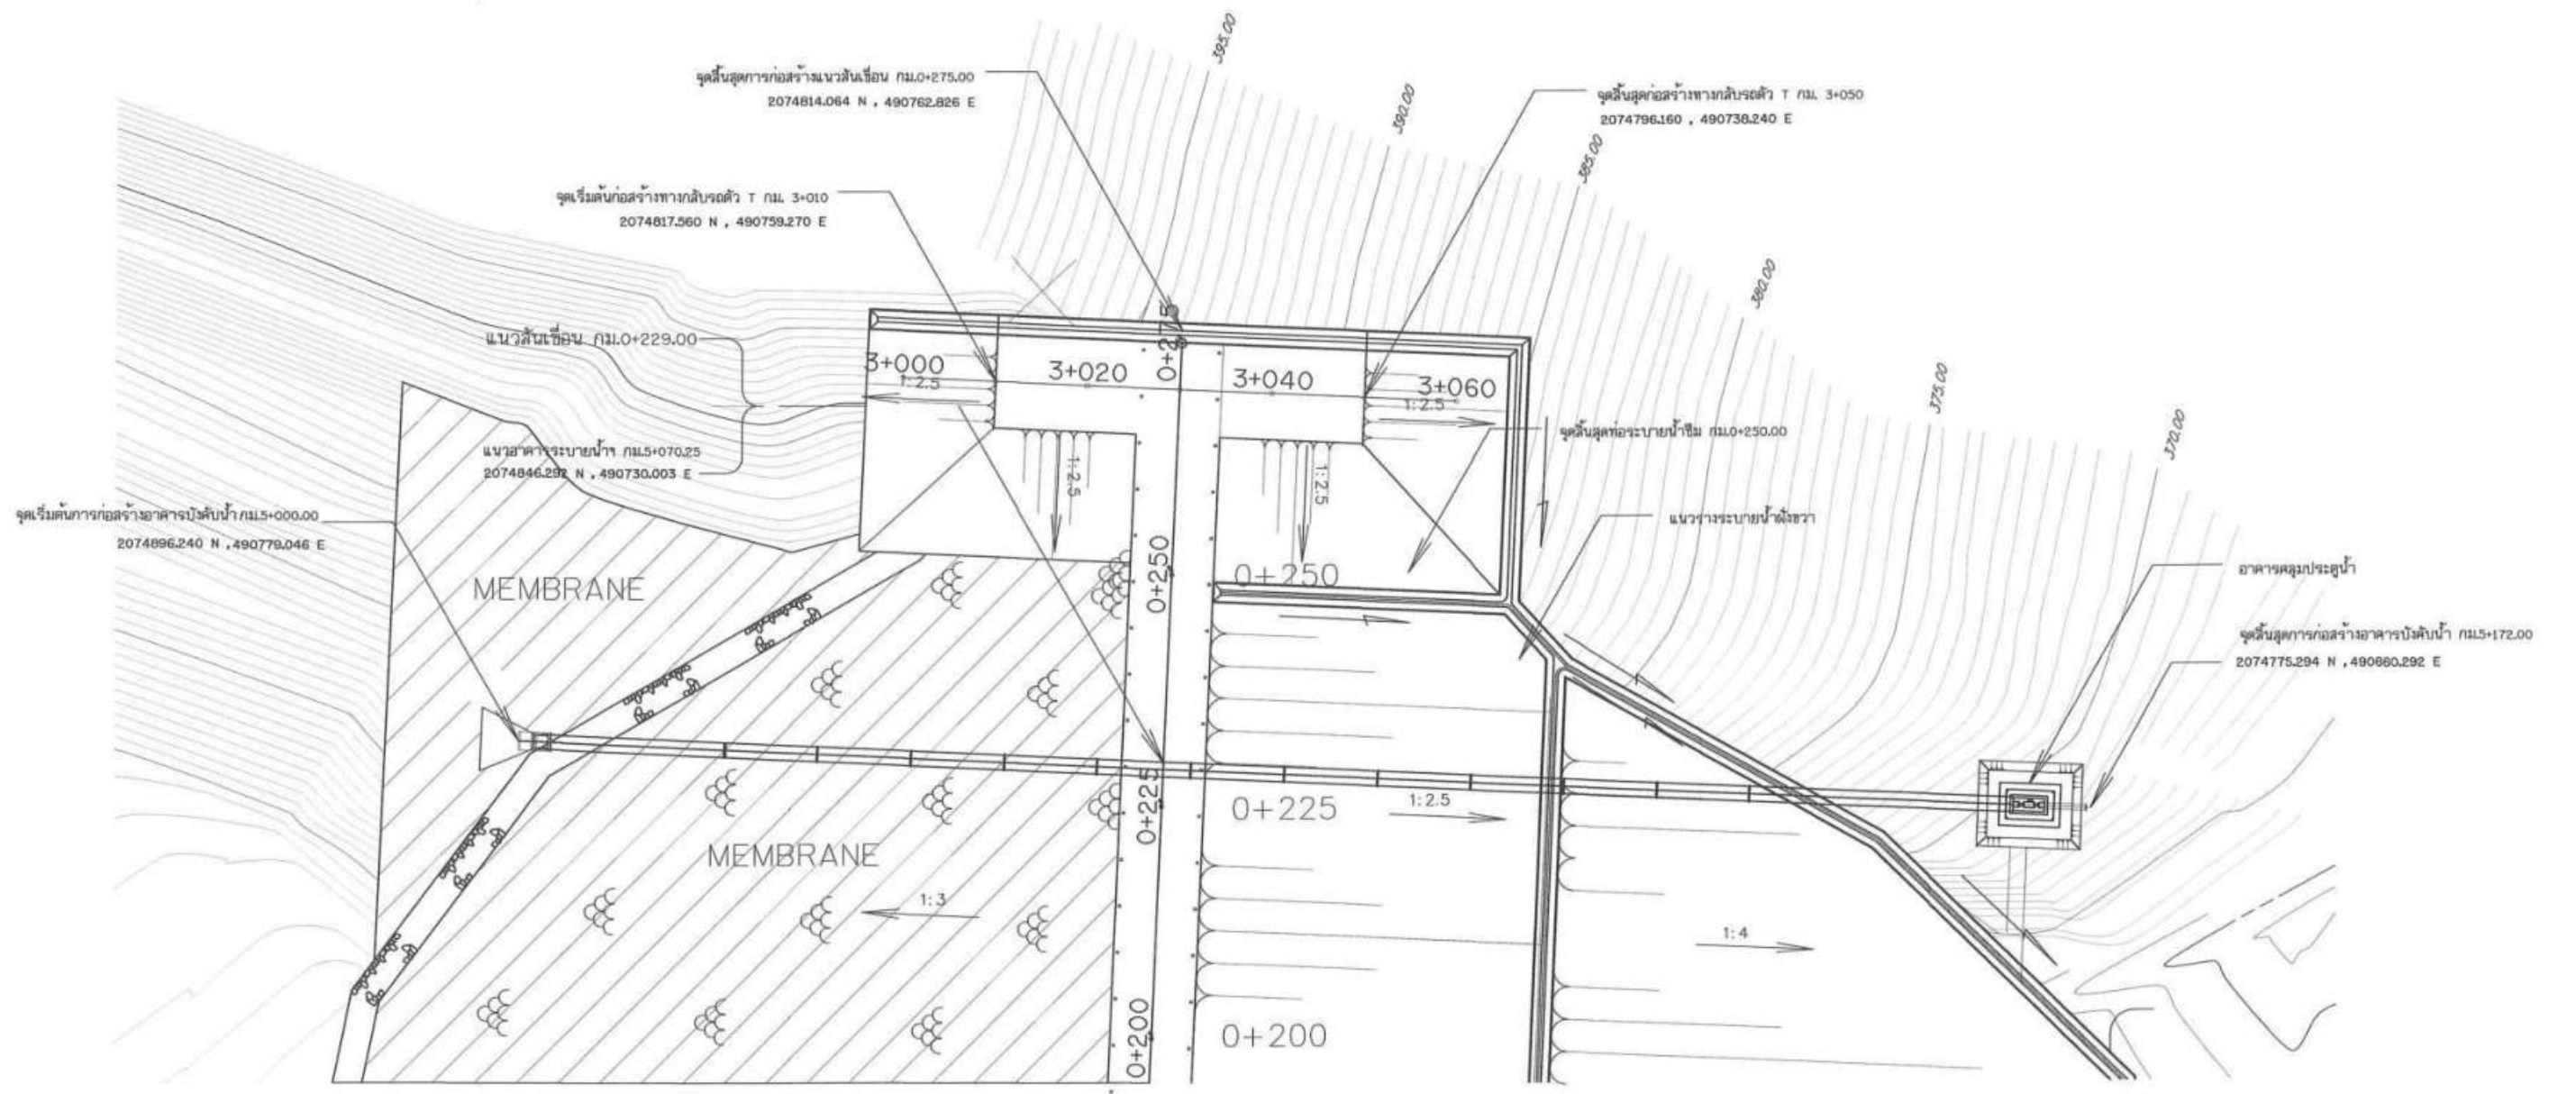 395.00
จุดสิ้นสุดการก่อสร้างแนวสันเขื่อน กม.0+275.00
2074814.064 N , 490762.826 E
390.00
จุดสิ้นสุดก่อสร้างทางกลับรถตัว T กม. 3+050
2074796.160 , 490738.240 E
385.00
จุดเริ่มต้นก่อสร้างทางกลับรถตัว T กม. 3+010
2074817.560 N , 490759.270 E
380.00
แนวสันเขื่อน กม.0+229.00
0+275
3+000
3+020
3+040
3+060
1:2.5
1:2.5
375.00
370.00
จุดสิ้นสุดท่อระบายน้ำซึม กม.0+250.00
แนวอาคารระบายน้ำฯ กม.5+070.25
2074846.292 N , 490730.003 E
1:2.5
1:2.5
จุดเริ่มต้นการก่อสร้างอาคารบังคับน้ำ กม.5+000.00
2074896.240 N , 490779.046 E
แนวรางระบายน้ำฝั่งขวา
อาคารคลุมประตูน้ำ
MEMBRANE
0+250
0+250
จุดสิ้นสุดการก่อสร้างอาคารบังคับน้ำ กม.5+172.00
2074775.294 N , 490660.292 E
0+225
0+225
1:2.5
MEMBRANE
1:3
1:4
0+200
0+200